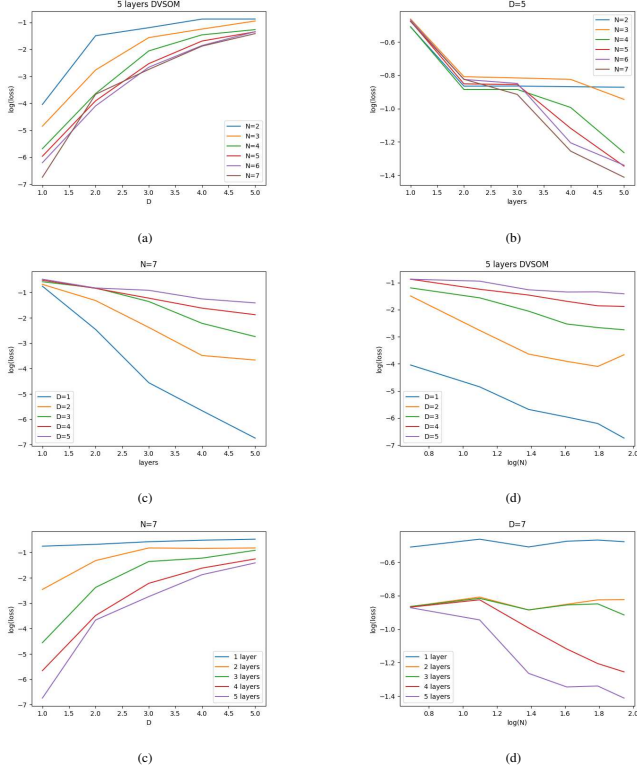 5 layers DVSOM
log(loss)
−1
−2
−3
−4
−5
−6
−7
N=2
N=3
N=4
N=5
N=6
N=7
1.0 1.5 2.0 2.5 3.0 3.5 4.0 4.5 5.0
D
(a)
D=5
log(loss)
−0.6
−0.8
−1.0
−1.2
−1.4
N=2
N=3
N=4
N=5
N=6
N=7
1.0 1.5 2.0 2.5 3.0 3.5 4.0 4.5 5.0
layers
(b)
N=7
log(loss)
−1
−2
−3
−4
−5
−6
−7
D=1
D=2
D=3
D=4
D=5
1.0 1.5 2.0 2.5 3.0 3.5 4.0 4.5 5.0
layers
(c)
5 layers DVSOM
log(loss)
−1
−2
−3
−4
−5
−6
−7
D=1
D=2
D=3
D=4
D=5
0.8 1.0 1.2 1.4 1.6 1.8 2.0
log(N)
(d)
N=7
log(loss)
−1
−2
−3
−4
−5
−6
−7
1 layer
2 layers
3 layers
4 layers
5 layers
1.0 1.5 2.0 2.5 3.0 3.5 4.0 4.5 5.0
D
(c)
D=7
log(loss)
−0.6
−0.8
−1.0
−1.2
−1.4
1 layer
2 layers
3 layers
4 layers
5 layers
0.8 1.0 1.2 1.4 1.6 1.8 2.0
log(N)
(d)